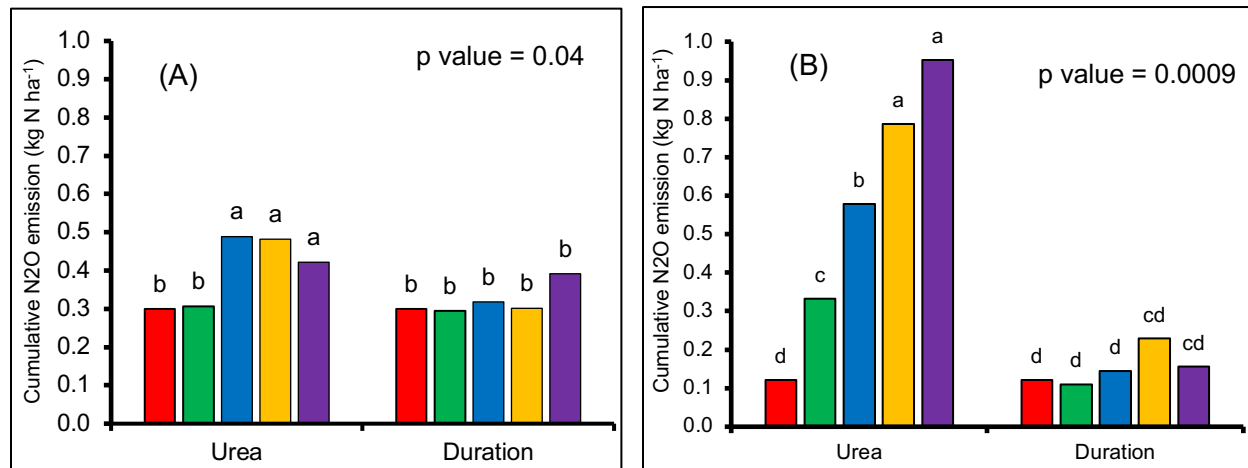 Cumulative N2O emission (kg N ha-1)
1.0
0.9
0.8
0.7
0.6
0.5
0.4
0.3
0.2
0.1
0.0
(A)
p value = 0.04
b b a a a b b b b b
Urea Duration
Cumulative N2O emission (kg N ha-1)
1.0
0.9
0.8
0.7
0.6
0.5
0.4
0.3
0.2
0.1
0.0
(B)
p value = 0.0009
d c b a a d d d cd cd
Urea Duration